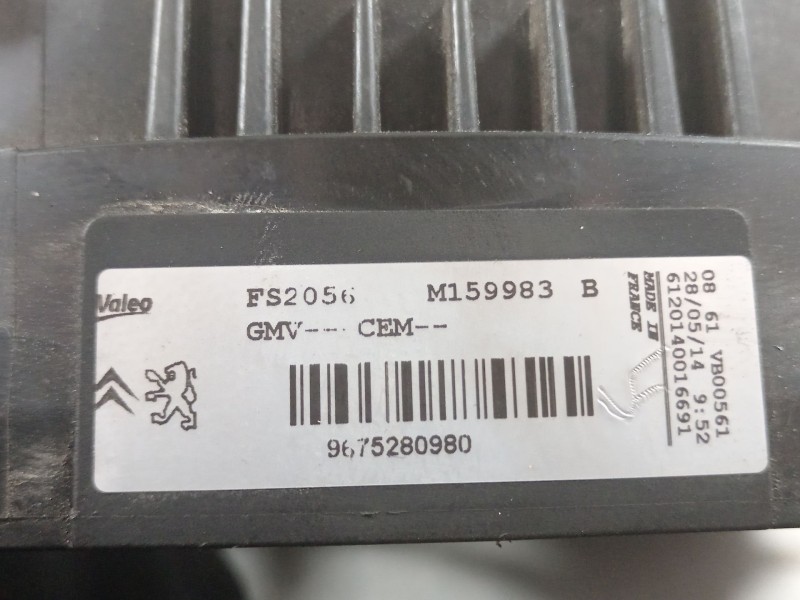 Valeo
FS2056 M159983 B
GMV-- CEM--
9675280980
MADE IN
FRANCE
08 61 VB00561
28/05/14 9:52
6120140016691